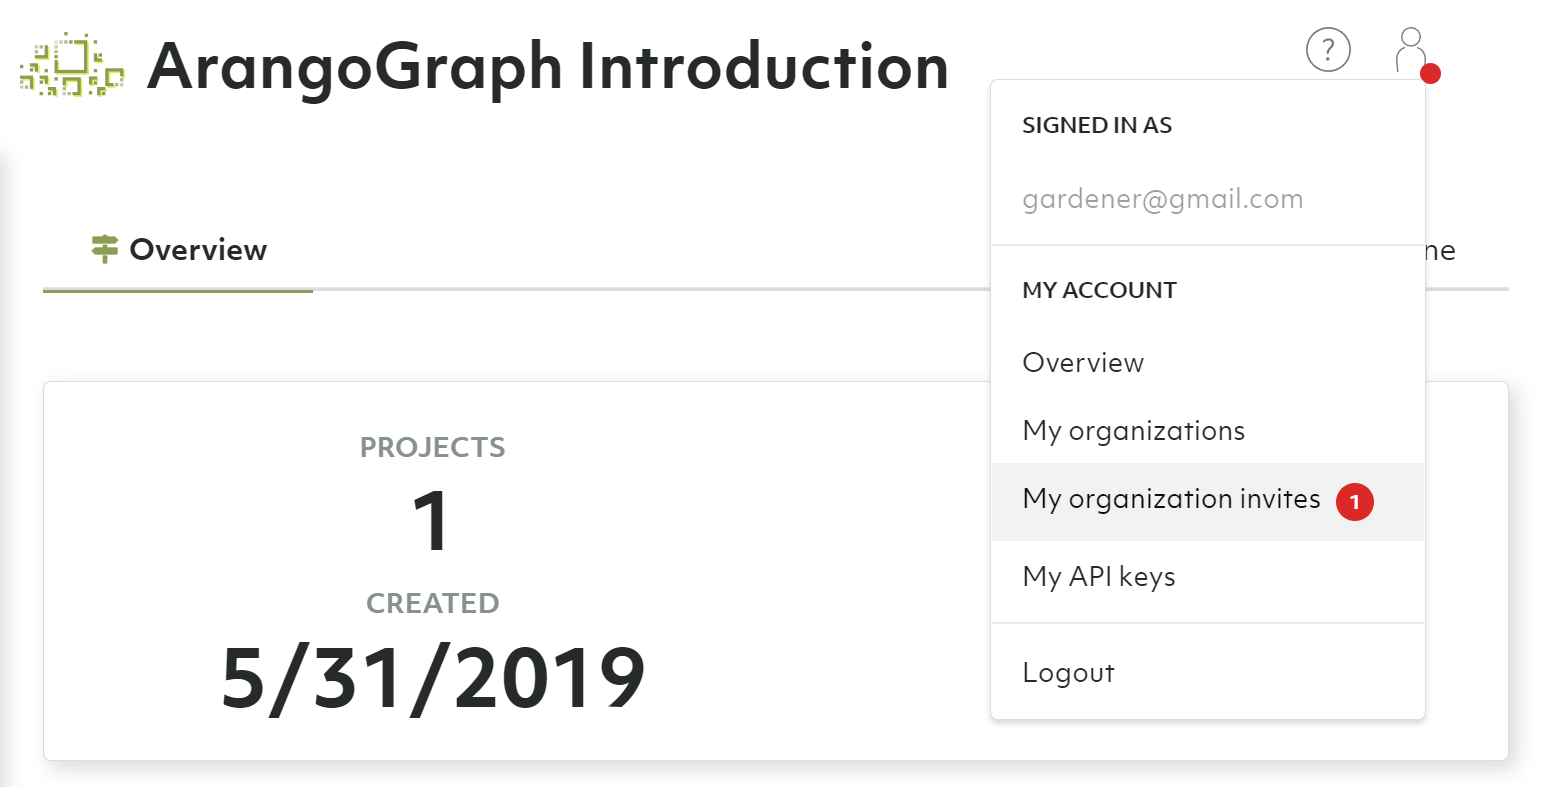 ArangoGraph Introduction
?
SIGNED IN AS
gardener@gmail.com
Overview
ne
MY ACCOUNT
Overview
My organizations
My organization invites 1
My API keys
Logout
PROJECTS
1
CREATED
5/31/2019